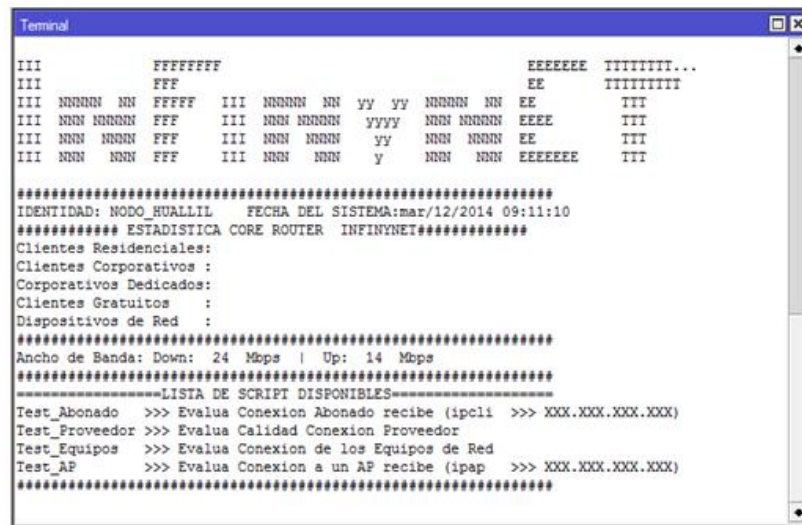 Terminal
III              FFFFFFFF                                      EEEEEEE  TTTTTTTT...
III              FFF                                           EE       TTTTTTTTT
III  NNNNN  NN   FFFFF   III  NNNNN  NN   yy  yy   NNNNN  NN   EE          TTT
III  NNN NNNNN   FFF     III  NNN NNNNN    yyyy    NNN NNNNN   EEEE        TTT
III  NNN  NNNN   FFF     III  NNN  NNNN     yy     NNN  NNNN   EE          TTT
III  NNN   NNN   FFF     III  NNN   NNN     y      NNN   NNN   EEEEEEE     TTT
##################################################################
IDENTIDAD: NODO_HUALLIL    FECHA DEL SISTEMA:mar/12/2014 09:11:10
############ ESTADISTICA CORE ROUTER  INFINYNET#############
Clientes Residenciales:
Clientes Corporativos :
Corporativos Dedicados:
Clientes Gratuitos    :
Dispositivos de Red   :
##################################################################
Ancho de Banda: Down:  24  Mbps  |  Up:  14  Mbps
##################################################################
=================LISTA DE SCRIPT DISPONIBLES===================
Test_Abonado   >>> Evalua Conexion Abonado recibe (ipcli  >>> XXX.XXX.XXX.XXX)
Test_Proveedor >>> Evalua Calidad Conexion Proveedor
Test_Equipos   >>> Evalua Conexion de los Equipos de Red
Test_AP        >>> Evalua Conexion a un AP recibe (ipap   >>> XXX.XXX.XXX.XXX)
##################################################################